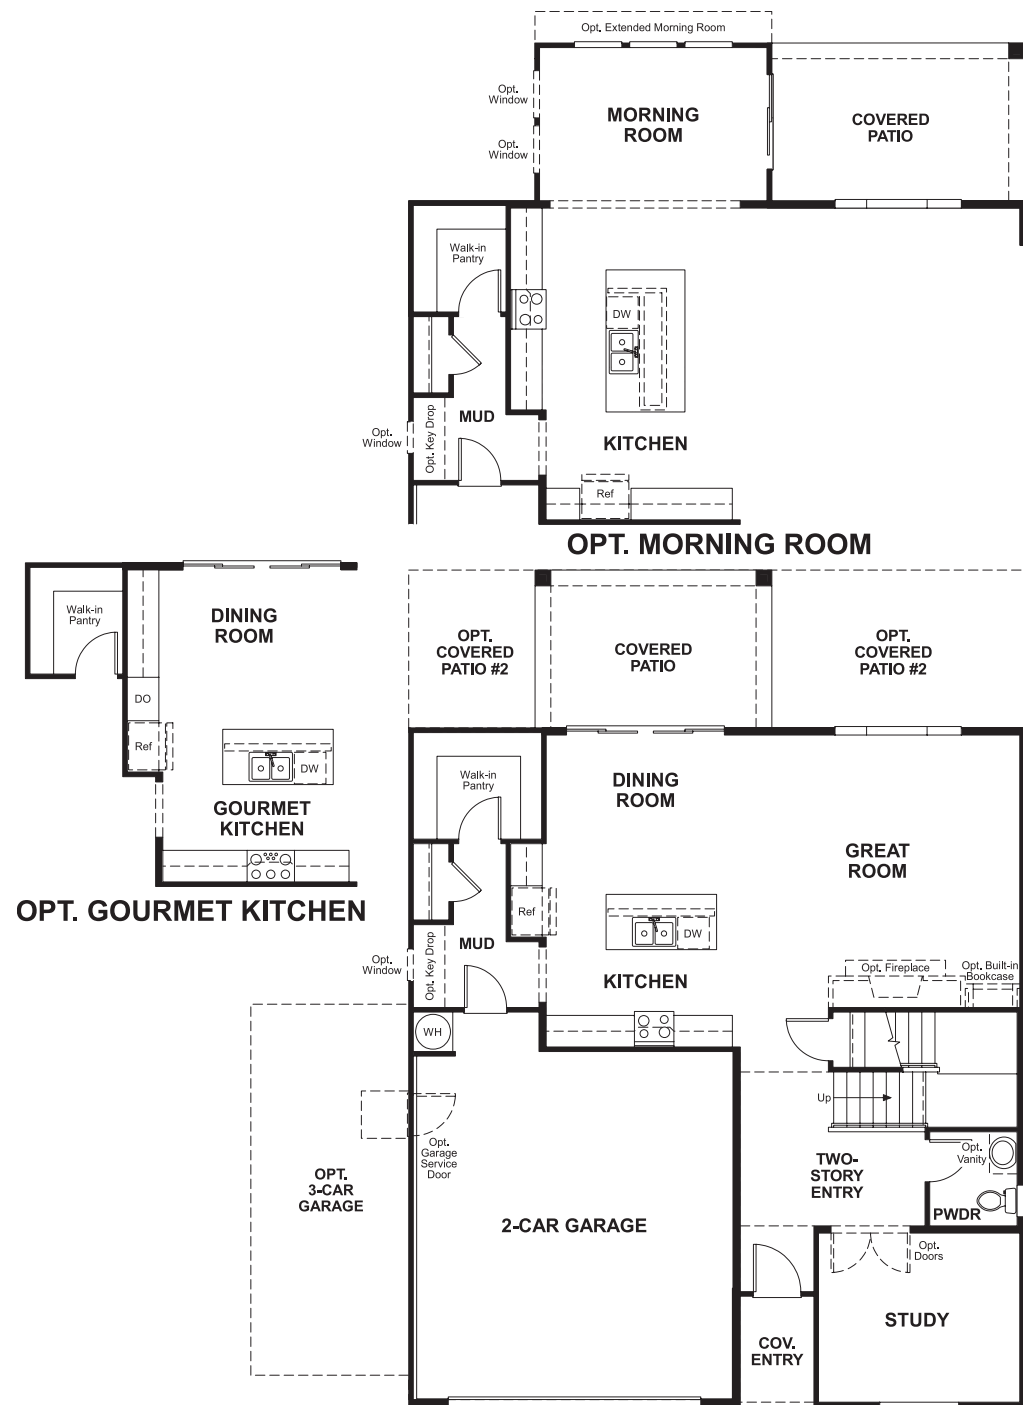 Opt. Extended Morning Room
Opt.
Window
Opt.
Window
MORNING
ROOM
COVERED
PATIO
Walk-in
Pantry
DW
Opt. Key Drop
MUD
Opt.
Window
KITCHEN
Ref
OPT. MORNING ROOM
Walk-in
Pantry
DINING
ROOM
DO
Ref
DW
GOURMET
KITCHEN
OPT. GOURMET KITCHEN
OPT.
COVERED
PATIO #2
COVERED
PATIO
OPT.
COVERED
PATIO #2
Walk-in
Pantry
DINING
ROOM
GREAT
ROOM
Ref
DW
Opt. Key Drop
MUD
Opt.
Window
KITCHEN
Opt. Fireplace
Opt. Built-in
Bookcase
WH
Up
Opt.
Garage
Service
Door
OPT.
3-CAR
GARAGE
TWO-
STORY
ENTRY
Opt.
Vanity
PWDR
2-CAR GARAGE
Opt.
Doors
STUDY
COV.
ENTRY